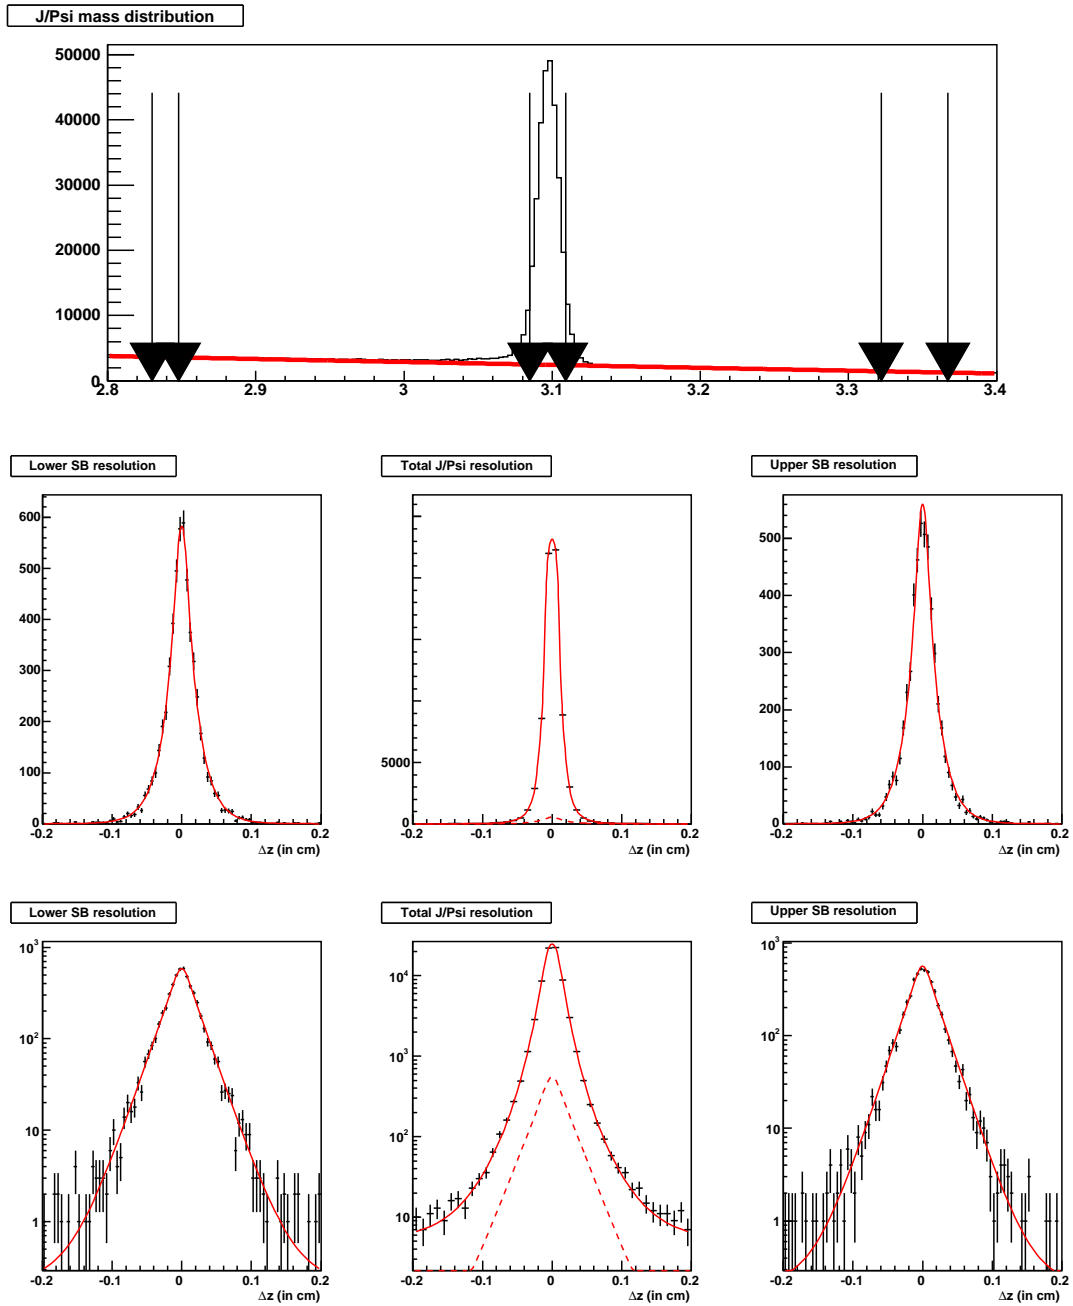 J/Psi mass distribution
50000
40000
30000
20000
10000
0
2.8 2.9 3 3.1 3.2 3.3 3.4
Lower SB resolution Total J/Psi resolution Upper SB resolution
600
500
400
300
200
100
0
-0.2 -0.1 0 0.1 0.2
Δz (in cm)
5000
0
-0.2 -0.1 0 0.1 0.2
Δz (in cm)
500
400
300
200
100
0
-0.2 -0.1 0 0.1 0.2
Δz (in cm)
Lower SB resolution Total J/Psi resolution Upper SB resolution
10³
10²
10
1
-0.2 -0.1 0 0.1 0.2
Δz (in cm)
10⁴
10³
10²
10
-0.2 -0.1 0 0.1 0.2
Δz (in cm)
10³
10²
10
1
-0.2 -0.1 0 0.1 0.2
Δz (in cm)